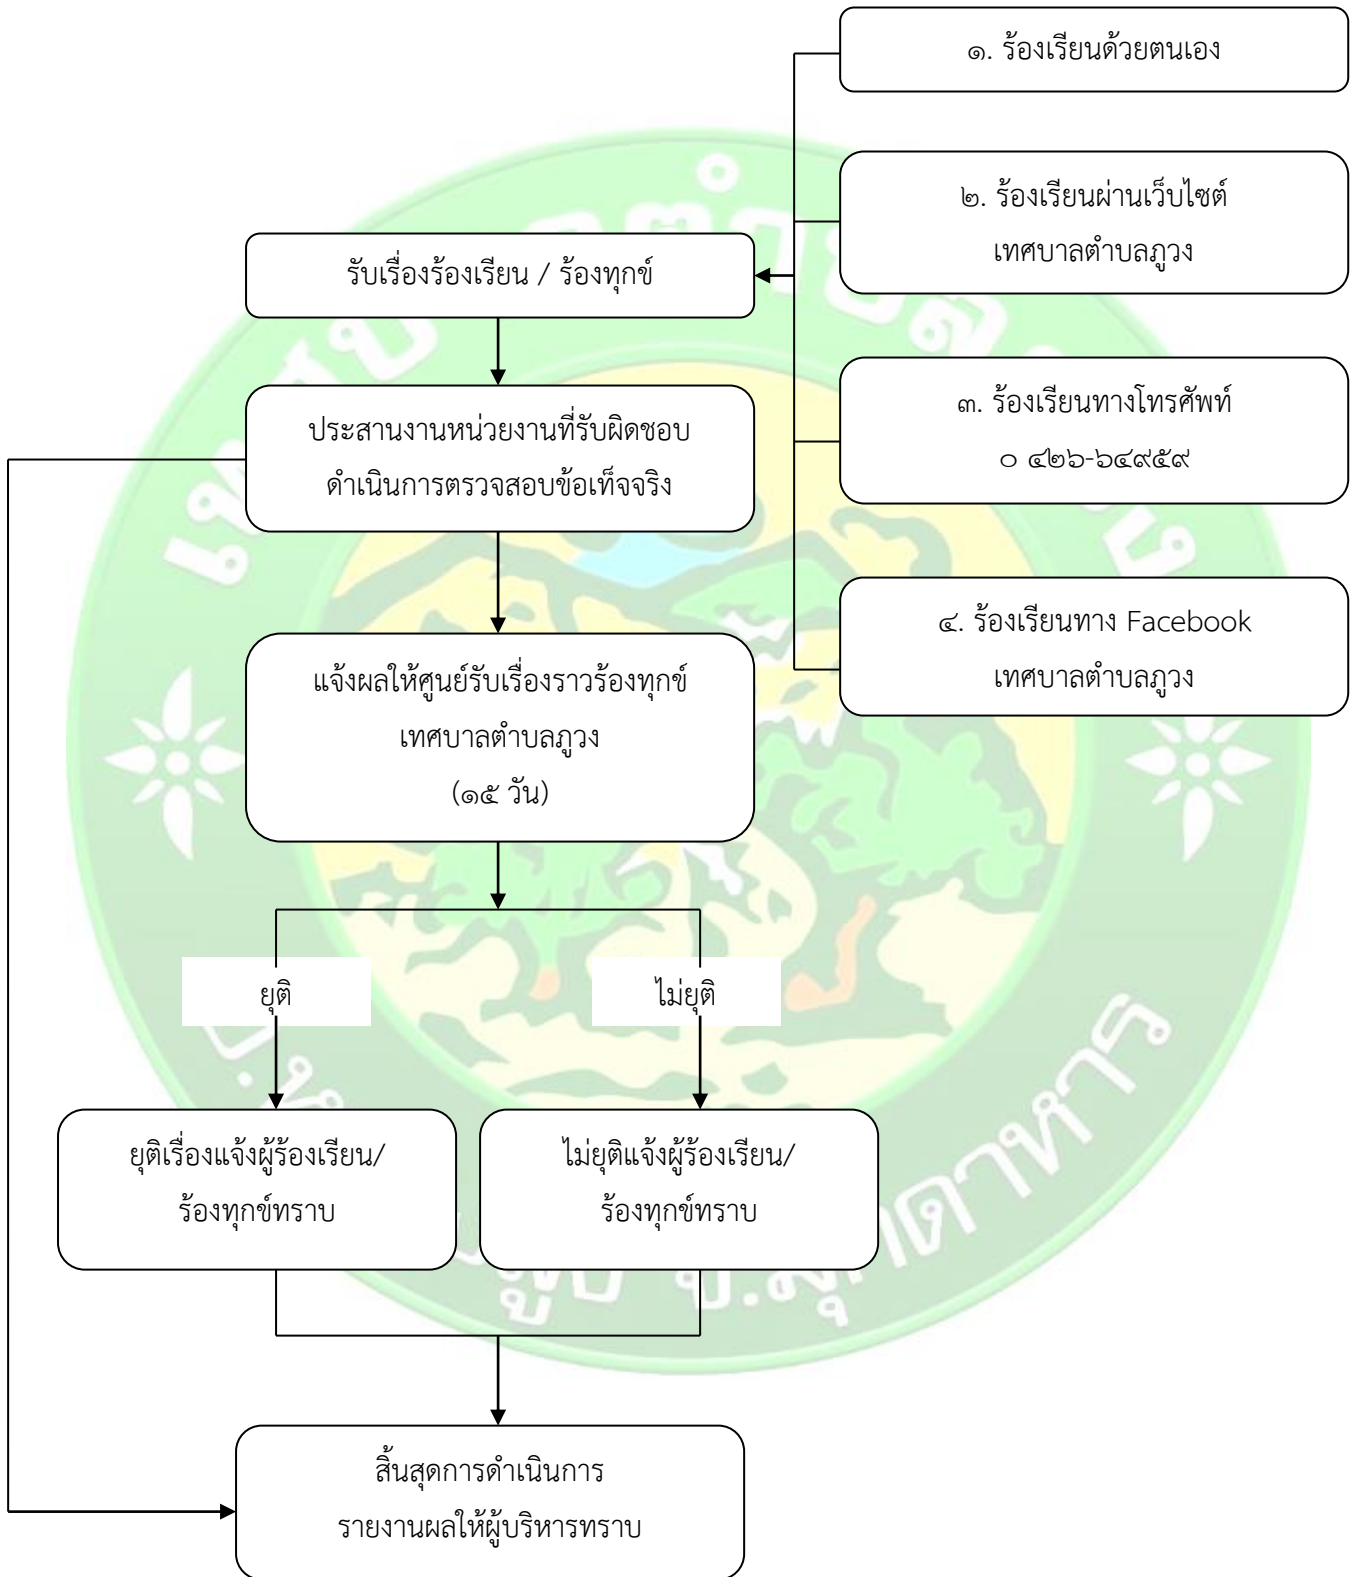 ๑. ร้องเรียนด้วยตนเอง
๒. ร้องเรียนผ่านเว็บไซต์
เทศบาลตำบลภูวง
๓. ร้องเรียนทางโทรศัพท์
๐ ๔๒๖-๖๔๙๕๙
๔. ร้องเรียนทาง Facebook
เทศบาลตำบลภูวง
รับเรื่องร้องเรียน / ร้องทุกข์
ประสานงานหน่วยงานที่รับผิดชอบ
ดำเนินการตรวจสอบข้อเท็จจริง
แจ้งผลให้ศูนย์รับเรื่องราวร้องทุกข์
เทศบาลตำบลภูวง
(๑๕ วัน)
ยุติ
ไม่ยุติ
ยุติเรื่องแจ้งผู้ร้องเรียน/
ร้องทุกข์ทราบ
ไม่ยุติแจ้งผู้ร้องเรียน/
ร้องทุกข์ทราบ
สิ้นสุดการดำเนินการ
รายงานผลให้ผู้บริหารทราบ
จ.มุกดาหาร